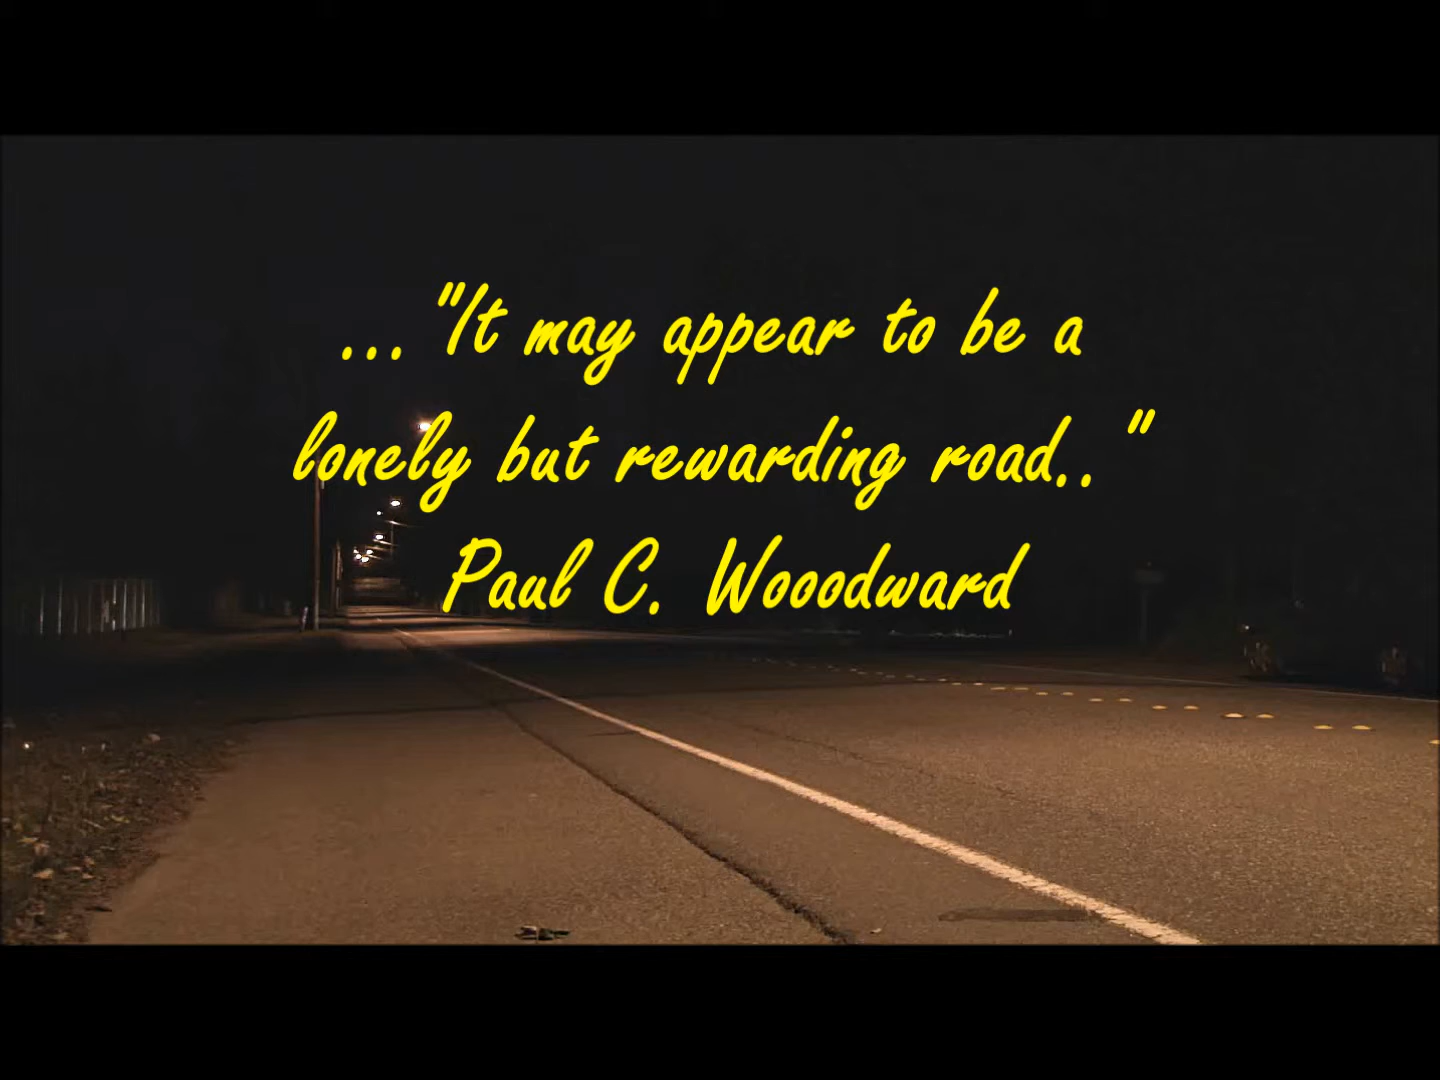 ... "It may appear to be a
lonely but rewarding road.."
Paul C. Wooodward